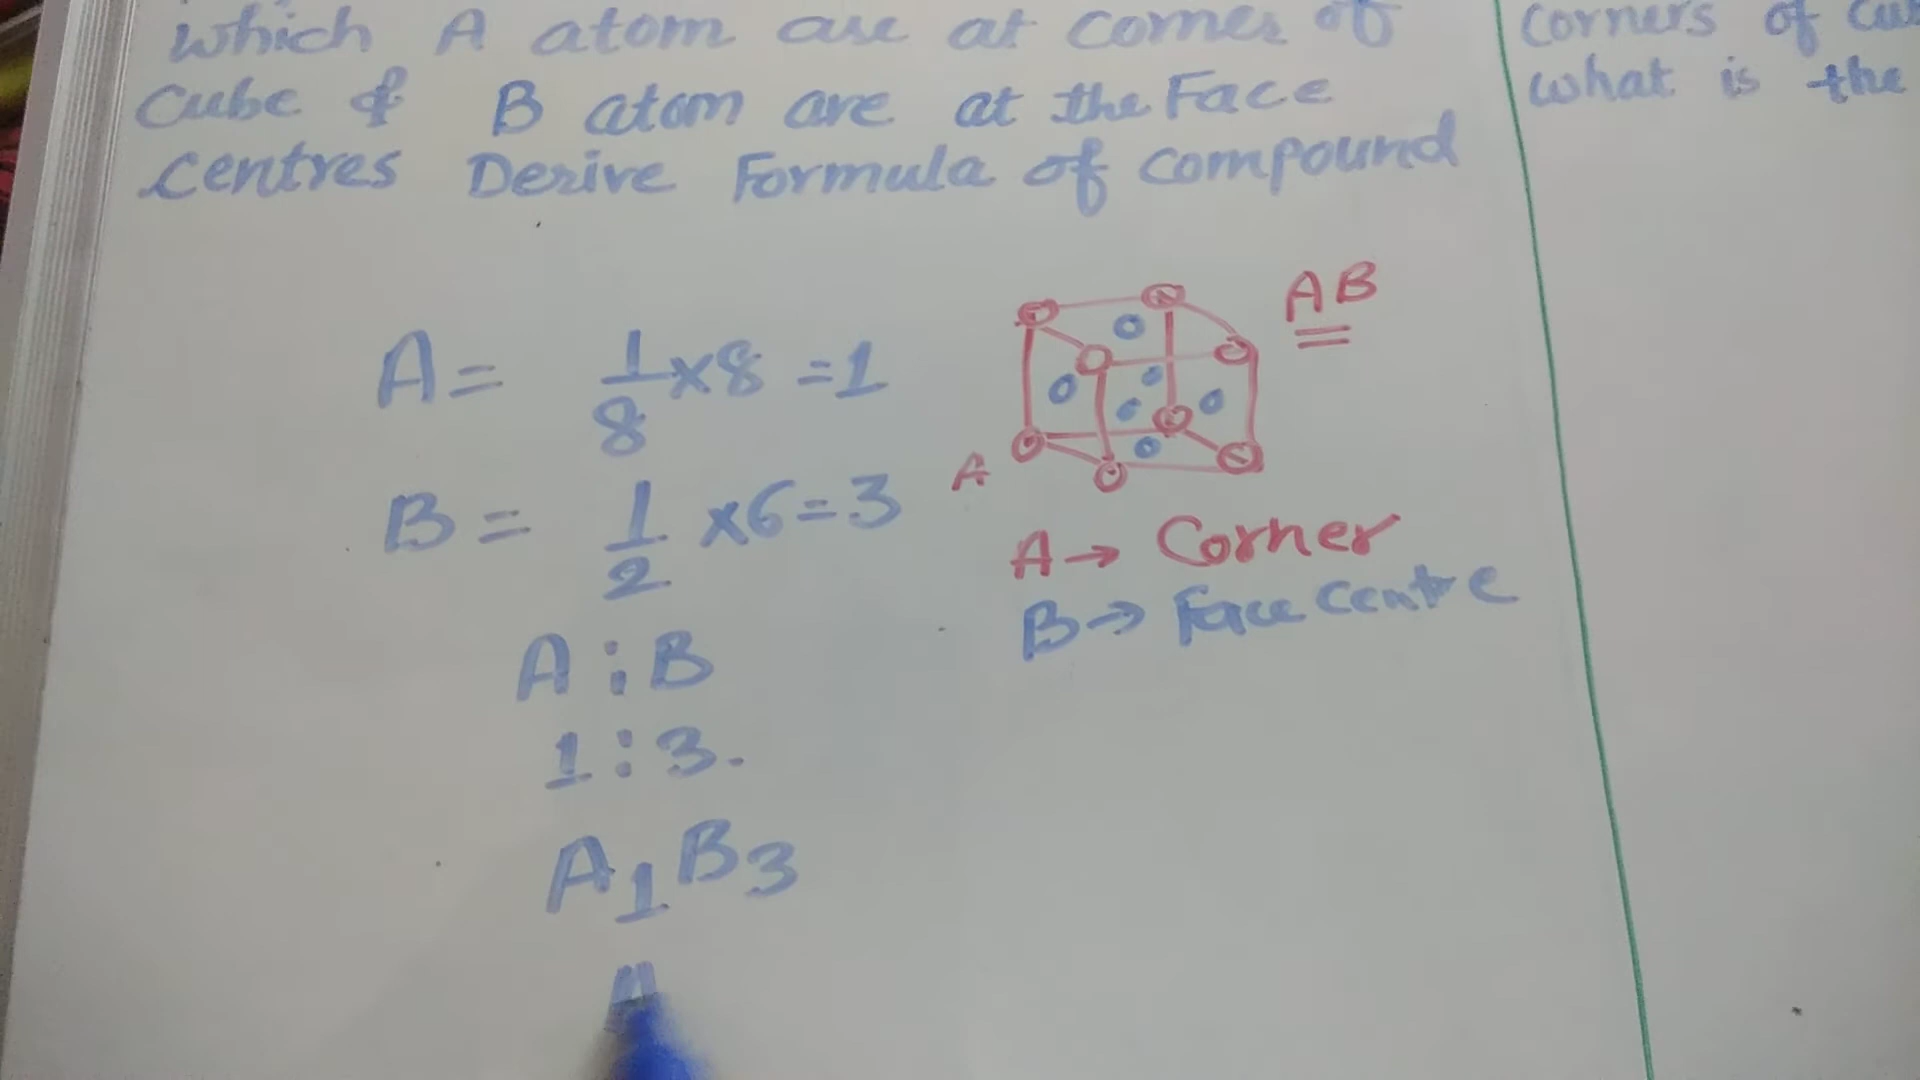 which A atom are at corner of
Cube & B atom are at the Face
centres Derive Formula of compound
A = 1/8 x 8 = 1
B = 1/2 x 6 = 3
A : B
1 : 3.
A1B3
A
AB
A
A → Corner
B → Face centre
corners of
what is the